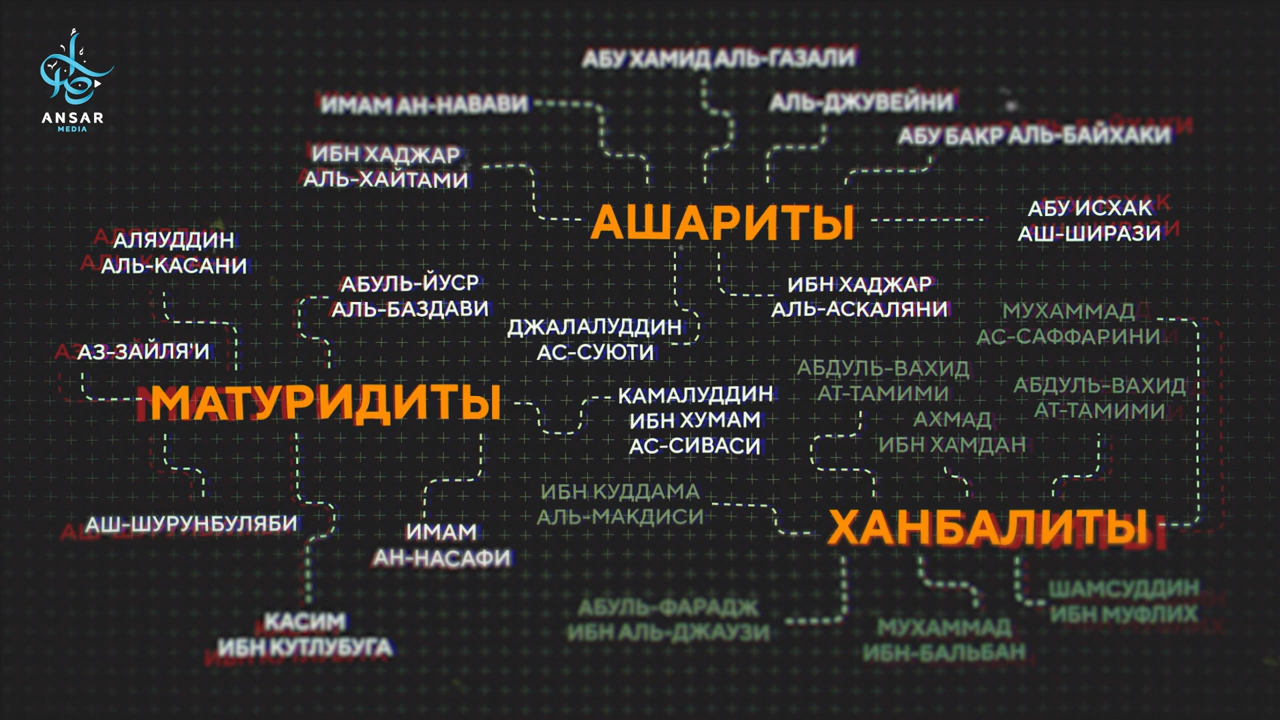 ANSAR
MEDIA
АБУ ХАМИД АЛЬ-ГАЗАЛИ
ИМАМ АН-НАВАВИ
АЛЬ-ДЖУВЕЙНИ
АБУ БАКР АЛЬ-БАЙХАКИ
ИБН ХАДЖАР
АЛЬ-ХАЙТАМИ
АШАРИТЫ
АБУ ИСХАК
АШ-ШИРАЗИ
АЛЯУДДИН
АЛЬ-КАСАНИ
АБУЛЬ-ЙУСР
АЛЬ-БАЗДАВИ
ИБН ХАДЖАР
АЛЬ-АСКАЛЯНИ
ДЖАЛАЛУДДИН
АС-СУЮТИ
МУХАММАД
АС-САФФАРИНИ
АЗ-ЗАЙЛЯ'И
МАТУРИДИТЫ
КАМАЛУДДИН
ИБН ХУМАМ
АС-СИВАСИ
АБДУЛЬ-ВАХИД
АТ-ТАМИМИ
АБДУЛЬ-ВАХИД
АТ-ТАМИМИ
АХМАД
ИБН ХАМДАН
ИБН КУДДАМА
АЛЬ-МАКДИСИ
ХАНБАЛИТЫ
АШ-ШУРУНБУЛЯБИ
ИМАМ
АН-НАСАФИ
КАСИМ
ИБН КУТЛУБУГА
АБУЛЬ-ФАРАДЖ
ИБН АЛЬ-ДЖАУЗИ
МУХАММАД
ИБН-БАЛЬБАН
ШАМСУДДИН
ИБН МУФЛИХ